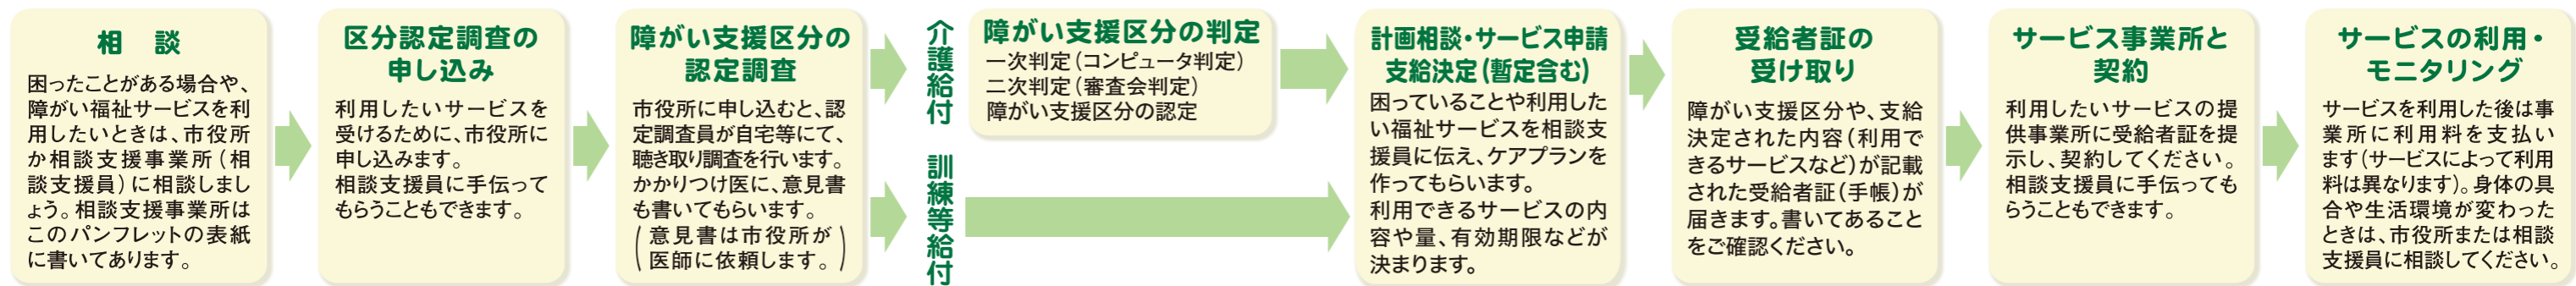 相　談
困ったことがある場合や、
障がい福祉サービスを利
用したいときは、市役所
か相談支援事業所（相
談支援員）に相談しまし
ょう。相談支援事業所は
このパンフレットの表紙
に書いてあります。
区分認定調査の
申し込み
利用したいサービスを
受けるために、市役所に
申し込みます。
相談支援員に手伝って
もらうこともできます。
障がい支援区分の
認定調査
市役所に申し込むと、認
定調査員が自宅等にて、
聴き取り調査を行います。
かかりつけ医に、意見書
も書いてもらいます。
（意見書は市役所が
医師に依頼します。）
介護給付
障がい支援区分の判定
一次判定（コンピュータ判定）
二次判定（審査会判定）
障がい支援区分の認定
訓練等給付
計画相談・サービス申請
支給決定（暫定含む）
困っていることや利用した
い福祉サービスを相談支
援員に伝え、ケアプランを
作ってもらいます。
利用できるサービスの内
容や量、有効期限などが
決まります。
受給者証の
受け取り
障がい支援区分や、支給
決定された内容（利用で
きるサービスなど）が記載
された受給者証（手帳）が
届きます。書いてあること
をご確認ください。
サービス事業所と
契約
利用したいサービスの提
供事業所に受給者証を提
示し、契約してください。
相談支援員に手伝っても
らうこともできます。
サービスの利用・
モニタリング
サービスを利用した後は事
業所に利用料を支払い
ます（サービスによって利用
料は異なります）。身体の具
合や生活環境が変わった
ときは、市役所または相談
支援員に相談してください。